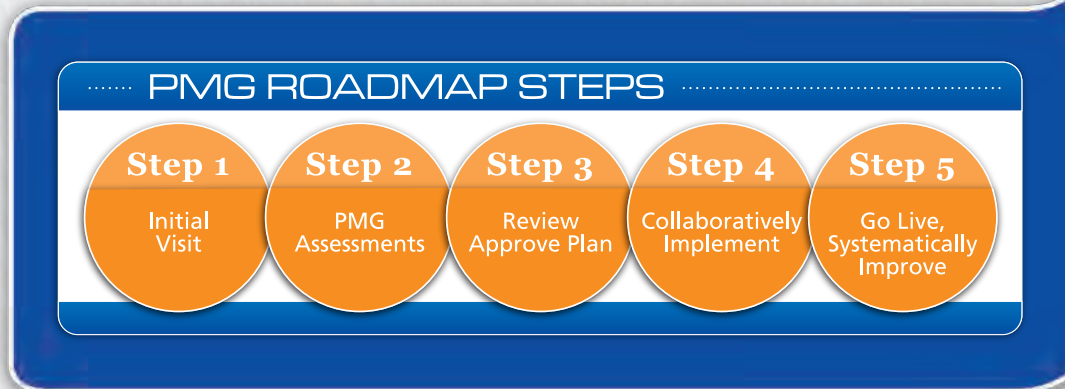 PMG ROADMAP STEPS
Step 1
Initial
Visit
Step 2
PMG
Assessments
Step 3
Review
Approve Plan
Step 4
Collaboratively
Implement
Step 5
Go Live,
Systematically
Improve